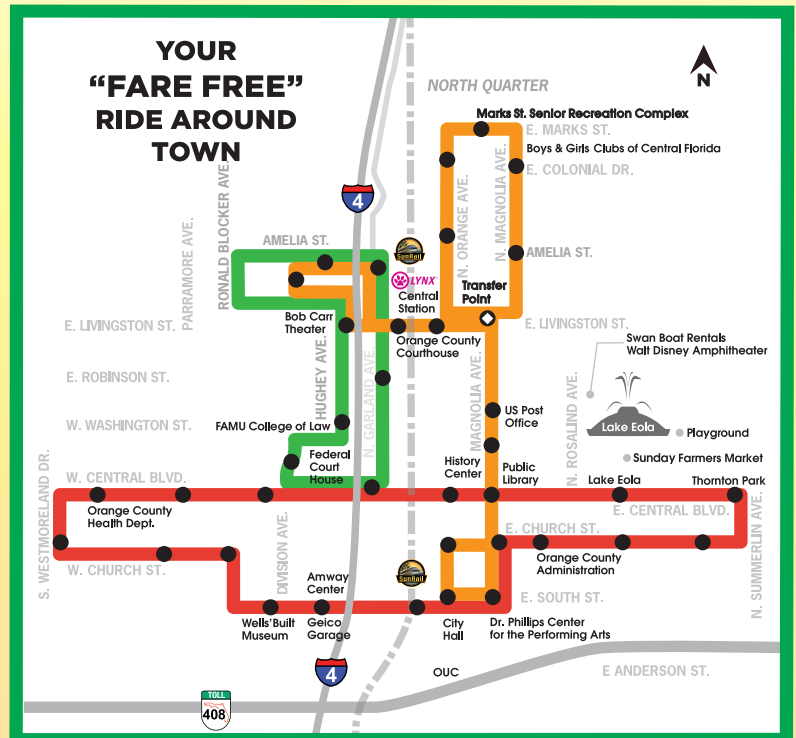 YOUR
“FARE FREE”
RIDE AROUND
TOWN
N
NORTH QUARTER
Marks St. Senior Recreation Complex
E. MARKS ST.
Boys & Girls Clubs of Central Florida
E. COLONIAL DR.
4
PARRAMORE AVE.
RONALD BLOCKER AVE.
AMELIA ST.
SunRail
N. ORANGE AVE.
N. MAGNOLIA AVE.
AMELIA ST.
LYNX
Central
Station
Transfer
Point
Bob Carr
Theater
E. LIVINGSTON ST.
Orange County
Courthouse
E. LIVINGSTON ST.
Swan Boat Rentals
Walt Disney Amphitheater
HUGHEY AVE.
N. GARLAND AVE.
MAGNOLIA AVE.
N. ROSALIND AVE.
E. ROBINSON ST.
US Post
Office
W. WASHINGTON ST.
FAMU College of Law
Lake Eola
Playground
Federal
Court
House
History
Center
Public
Library
Sunday Farmers Market
W. CENTRAL BLVD.
Lake Eola
Thornton Park
Orange County
Health Dept.
E. CENTRAL BLVD.
S. WESTMORELAND DR.
DIVISION AVE.
E. CHURCH ST.
N. SUMMERLIN AVE.
Orange County
Administration
W. CHURCH ST.
SunRail
Amway
Center
E. SOUTH ST.
Wells’ Built
Museum
Geico
Garage
City
Hall
Dr. Phillips Center
for the Performing Arts
4
OUC
E ANDERSON ST.
TOLL
408